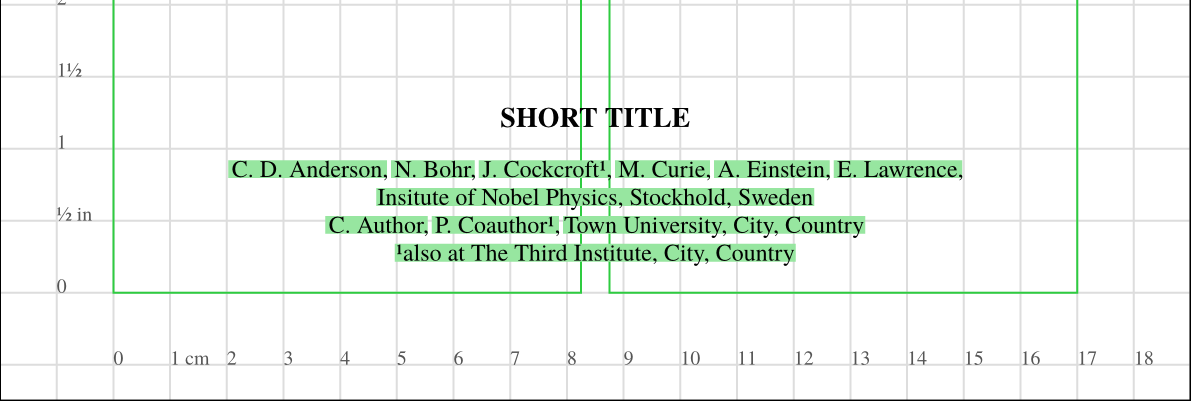 2
1½
SHORT TITLE
1
C. D. Anderson, N. Bohr, J. Cockcroft¹, M. Curie, A. Einstein, E. Lawrence,
Insitute of Nobel Physics, Stockhold, Sweden
½ in
C. Author, P. Coauthor¹, Town University, City, Country
¹also at The Third Institute, City, Country
0
0 1 cm 2 3 4 5 6 7 8 9 10 11 12 13 14 15 16 17 18